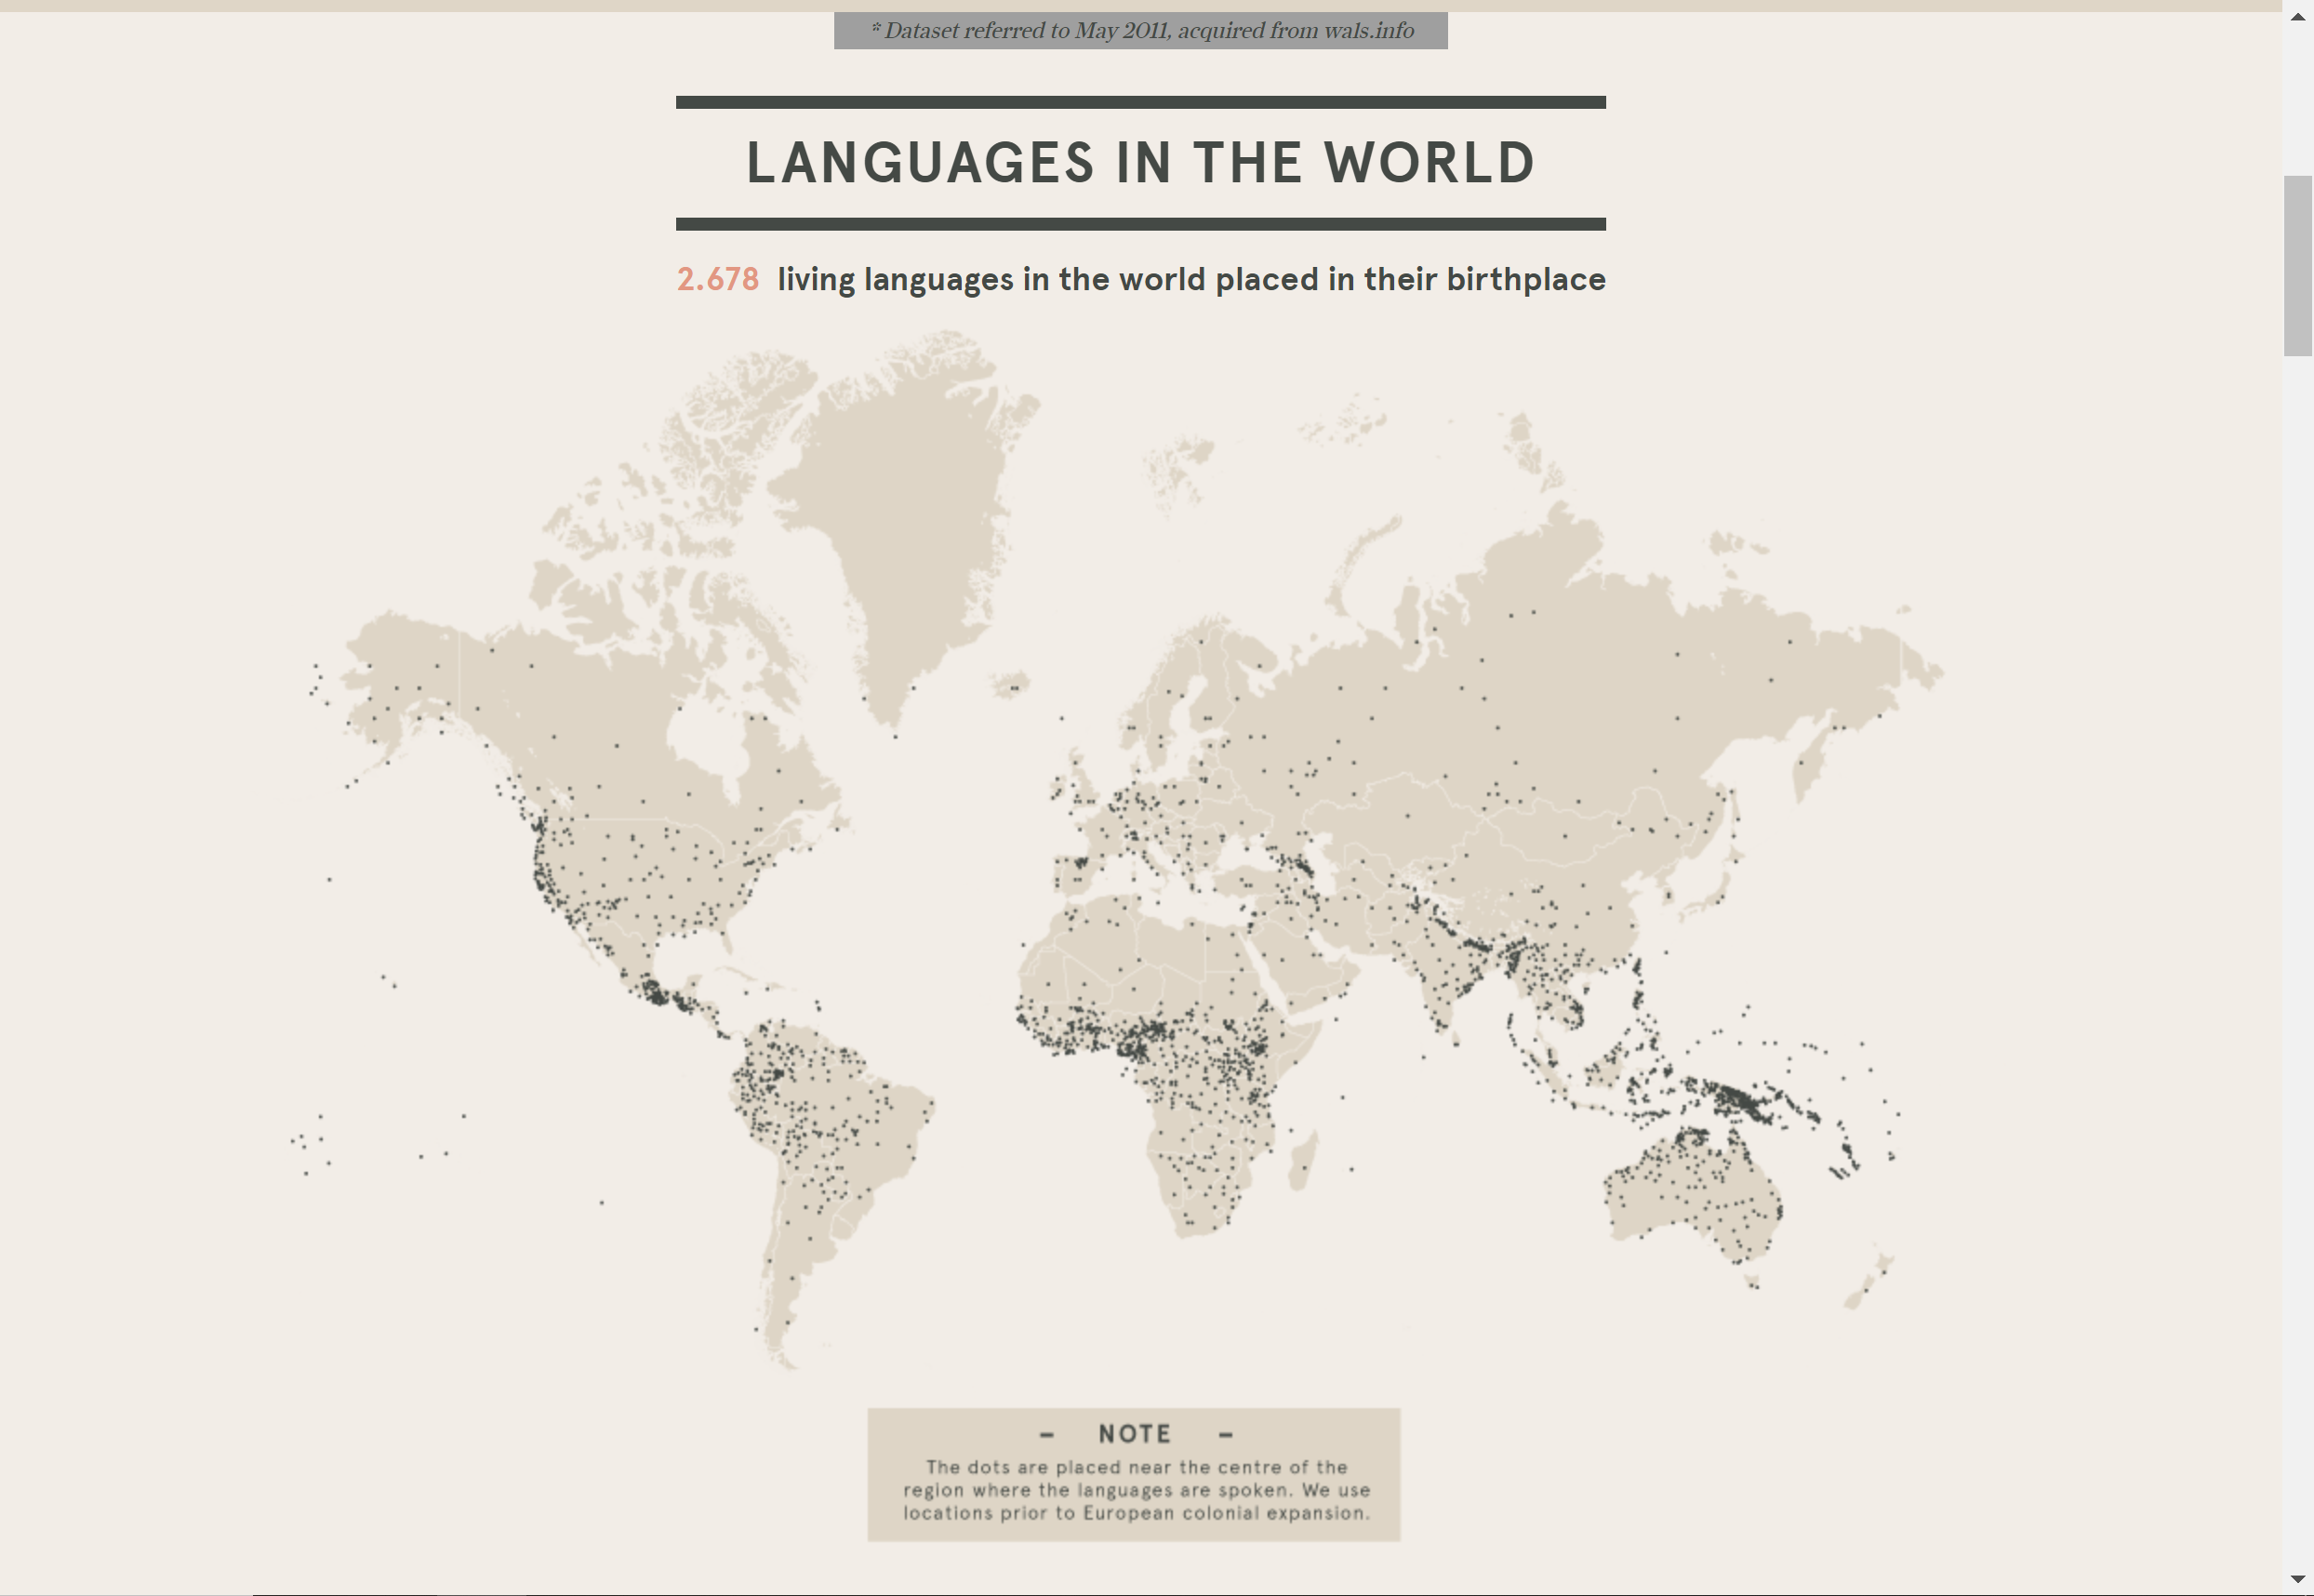 * Dataset referred to May 2011, acquired from wals.info
LANGUAGES IN THE WORLD
2.678 living languages in the world placed in their birthplace
– NOTE –
The dots are placed near the centre of the
region where the languages are spoken. We use
locations prior to European colonial expansion.